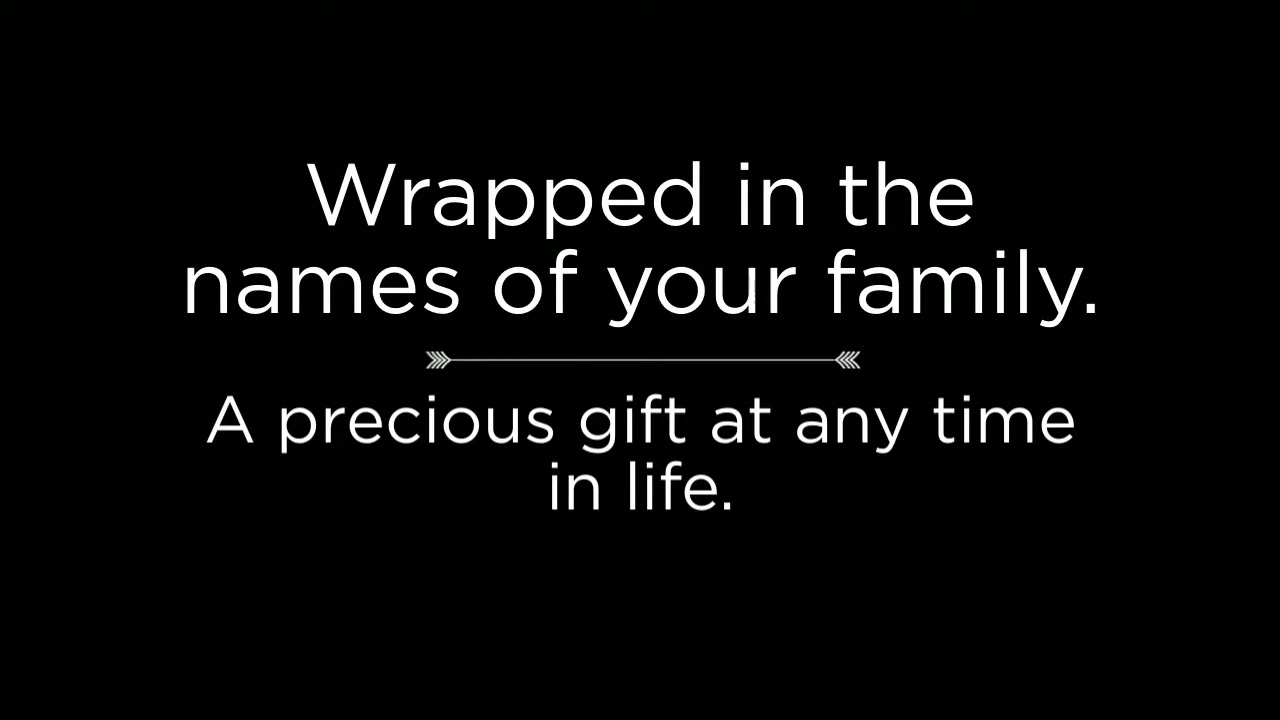 Wrapped in the
names of your family.
A precious gift at any time
in life.